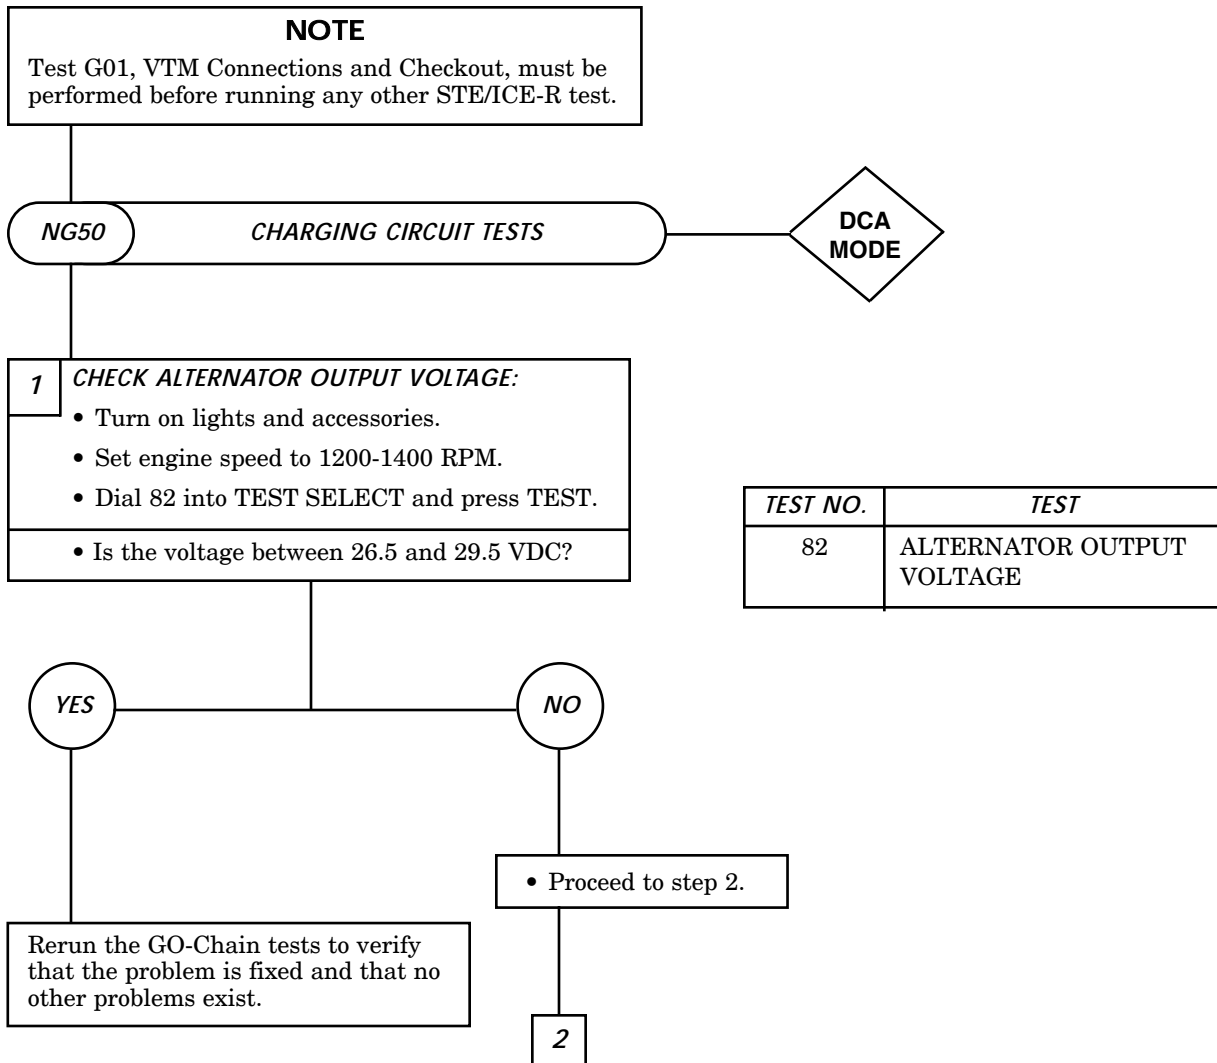 NOTE
Test G01, VTM Connections and Checkout, must be
performed before running any other STE/ICE-R test.
NG50
CHARGING CIRCUIT TESTS
DCA
MODE
1
CHECK ALTERNATOR OUTPUT VOLTAGE:
• Turn on lights and accessories.
• Set engine speed to 1200-1400 RPM.
• Dial 82 into TEST SELECT and press TEST.
• Is the voltage between 26.5 and 29.5 VDC?
TEST NO.
TEST
82
ALTERNATOR OUTPUT
VOLTAGE
YES
NO
• Proceed to step 2.
Rerun the GO-Chain tests to verify
that the problem is fixed and that no
other problems exist.
2